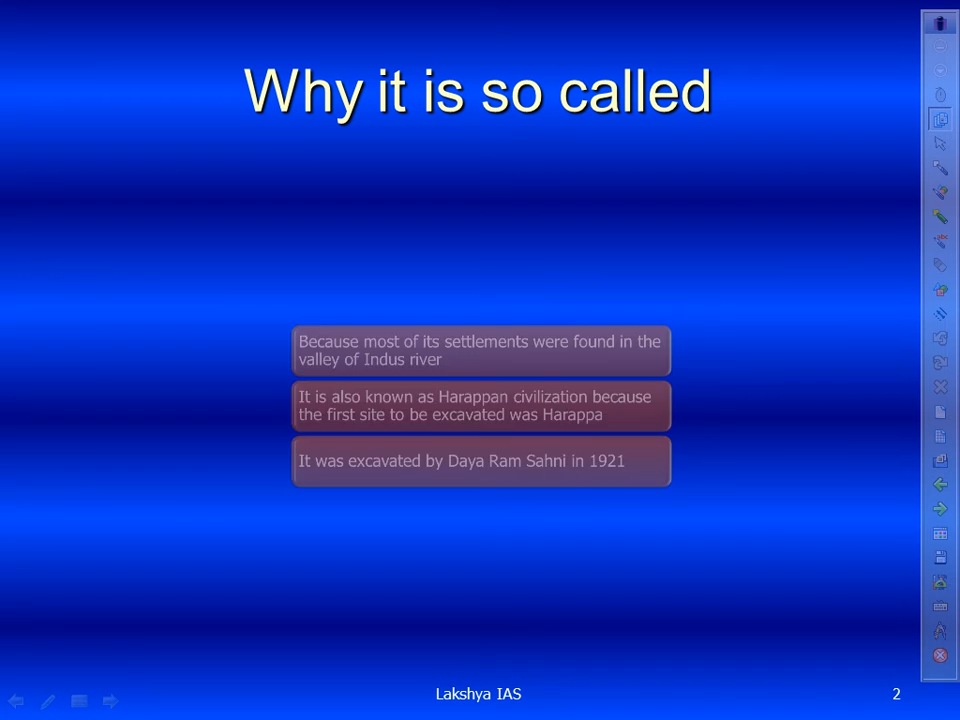 Why it is so called
Because most of its settlements were found in the
valley of Indus river
It is also known as Harappan civilization because
the first site to be excavated was Harappa
It was excavated by Daya Ram Sahni in 1921
Lakshya IAS
2